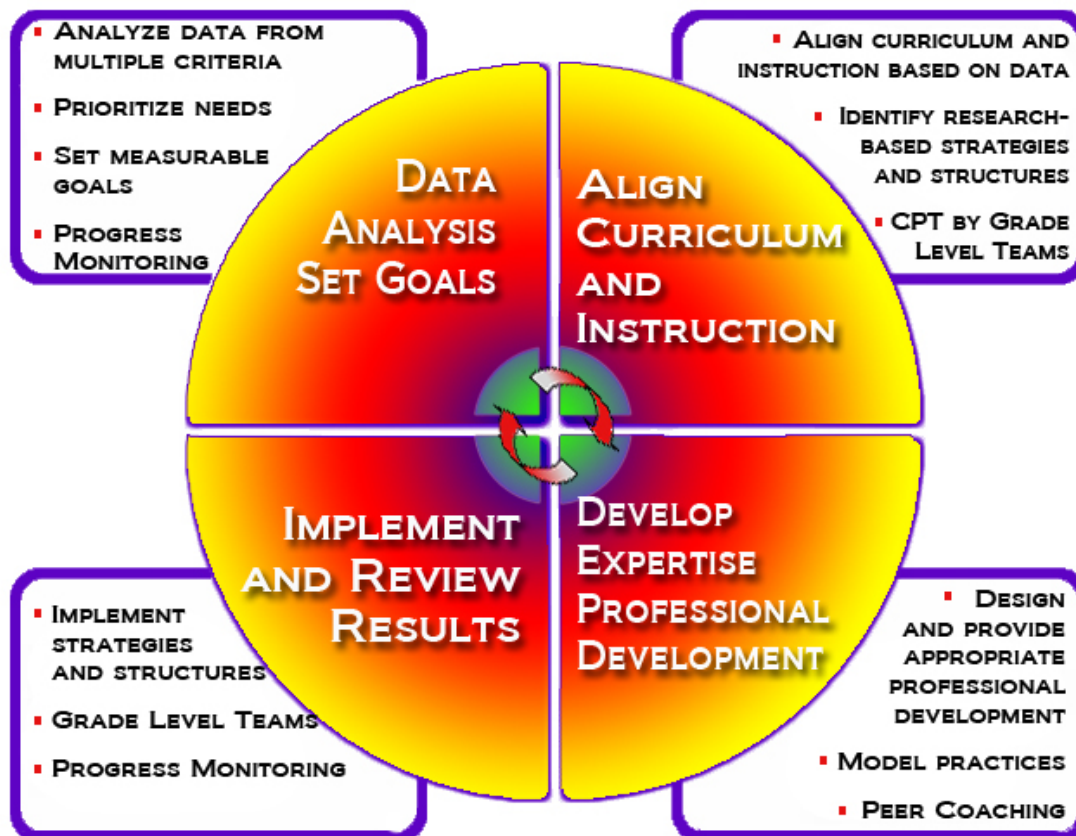 ▪ Analyze data from
multiple criteria
▪ Prioritize needs
▪ Set measurable
goals
▪ Progress
Monitoring
Data
Analysis
Set Goals
Align
Curriculum
and
Instruction
▪ Align curriculum and
instruction based on data
▪ Identify research-
based strategies
and structures
▪ CPT by Grade
Level Teams
Implement
and Review
Results
▪ Implement
strategies
and structures
▪ Grade Level Teams
▪ Progress Monitoring
Develop
Expertise
Professional
Development
▪ Design
and provide
appropriate
professional
development
▪ Model practices
▪ Peer Coaching